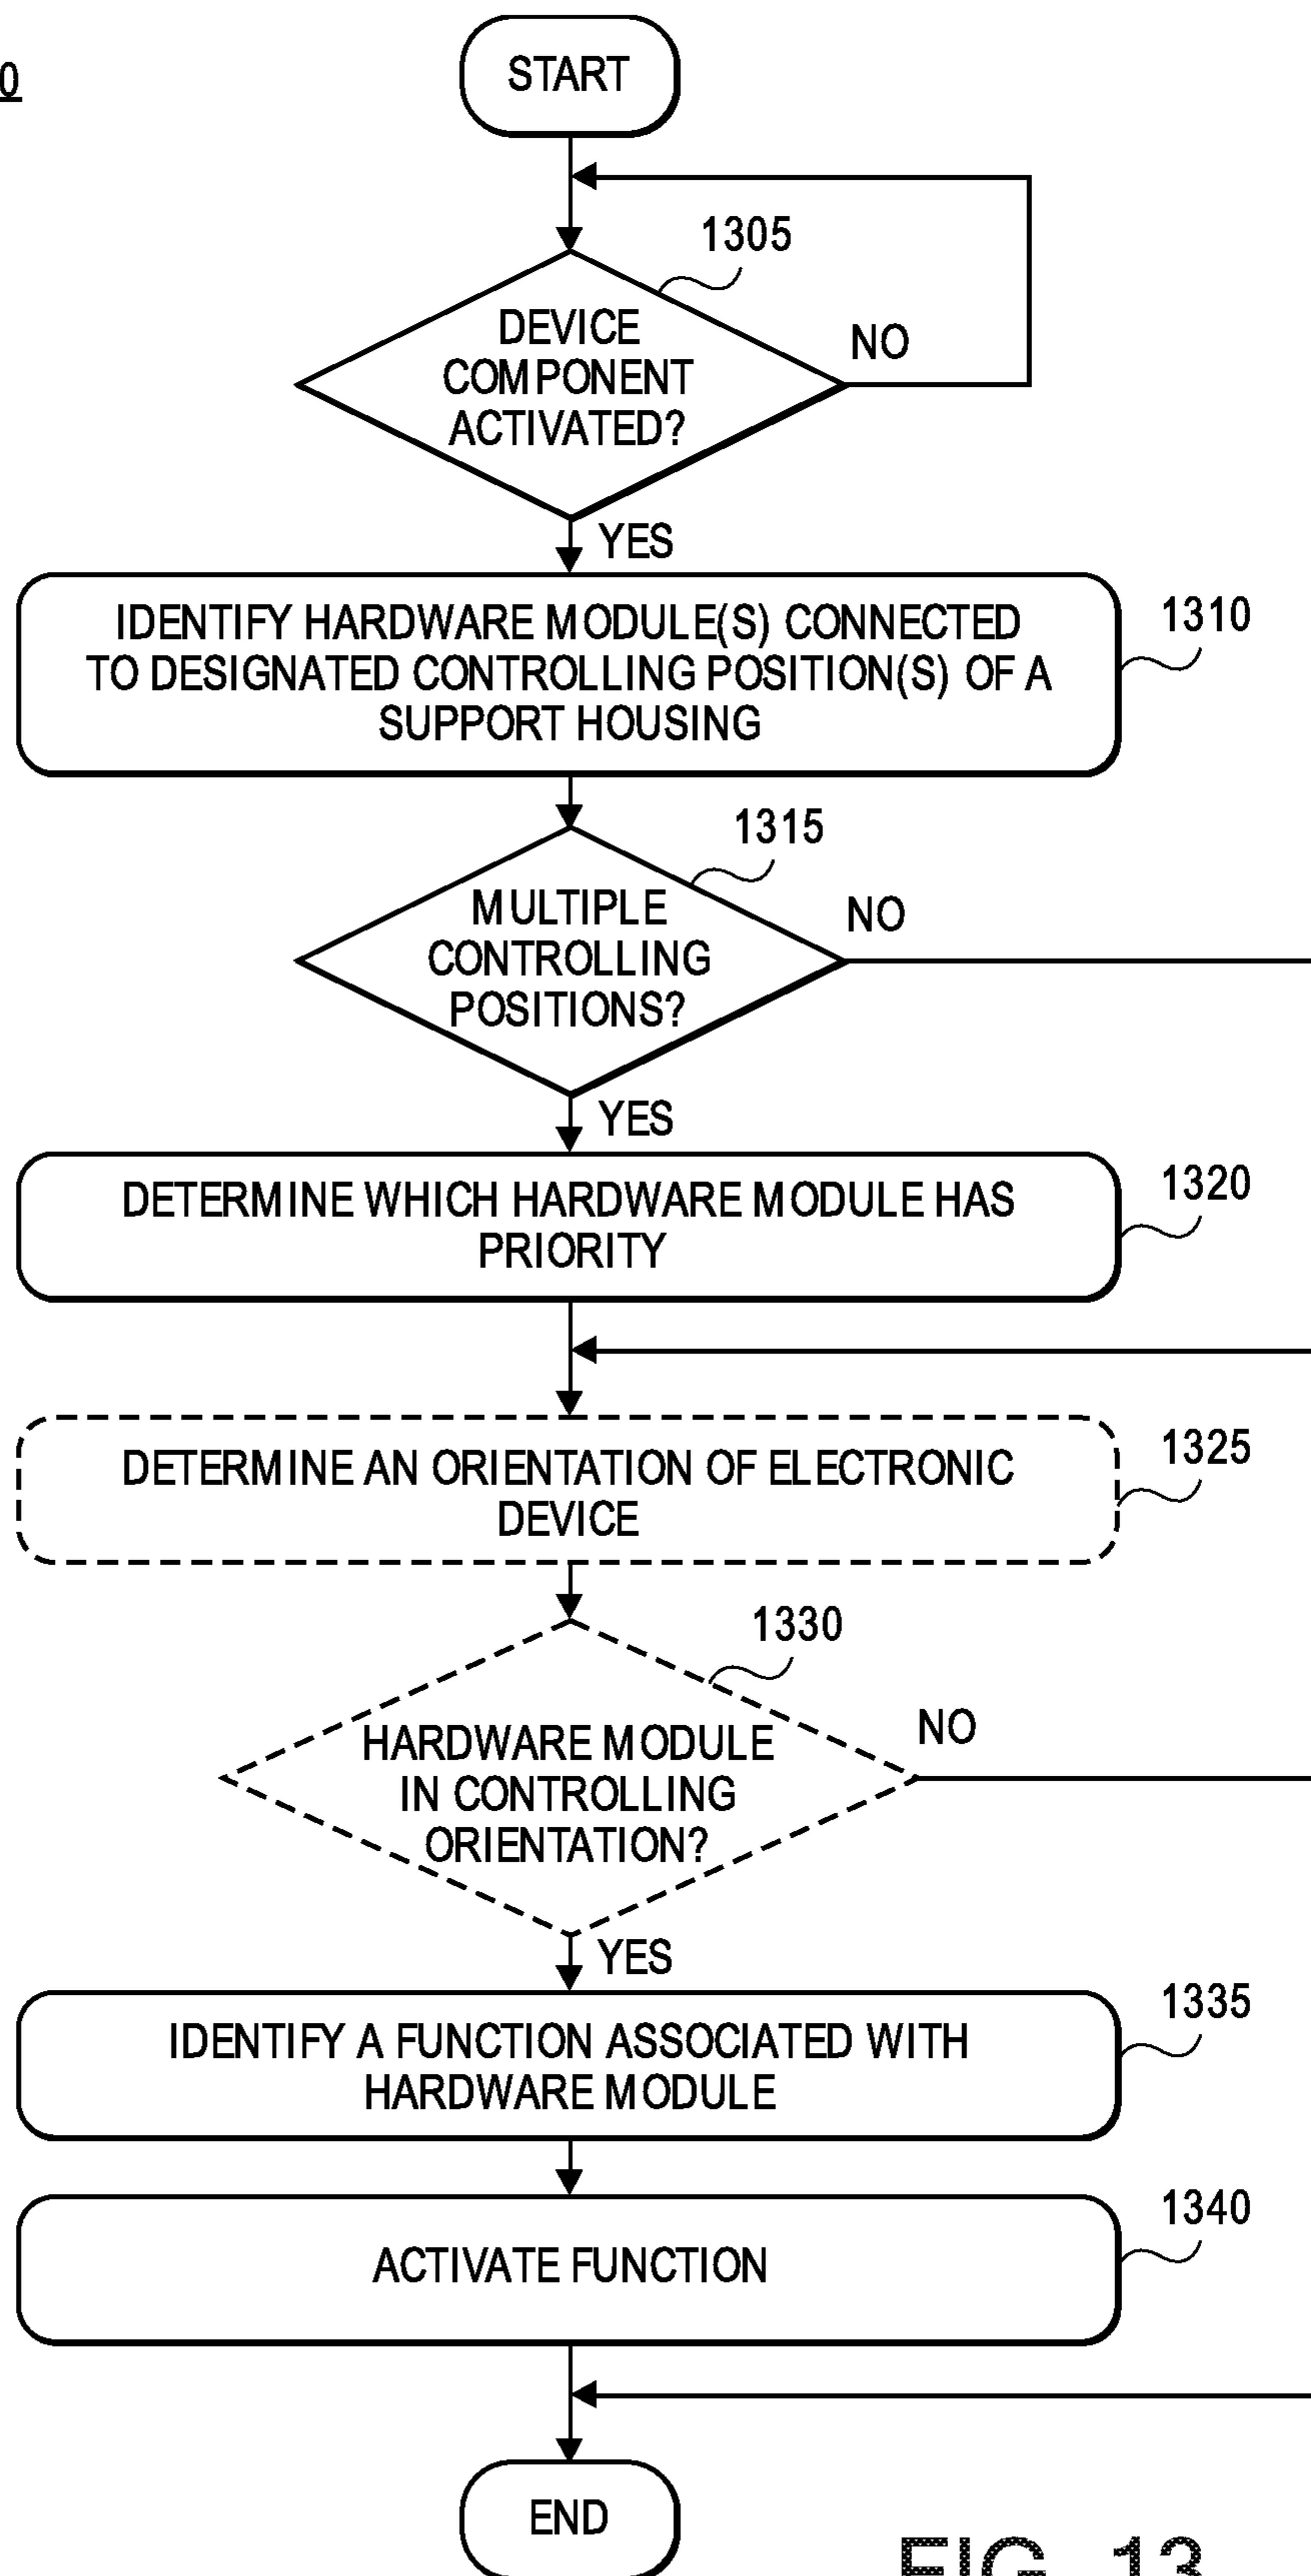 0
START
1305
DEVICE
COMPONENT
ACTIVATED?
NO
YES
IDENTIFY HARDWARE MODULE(S) CONNECTED
TO DESIGNATED CONTROLLING POSITION(S) OF A
SUPPORT HOUSING
1310
1315
MULTIPLE
CONTROLLING
POSITIONS?
NO
YES
DETERMINE WHICH HARDWARE MODULE HAS
PRIORITY
1320
DETERMINE AN ORIENTATION OF ELECTRONIC
DEVICE
1325
1330
HARDWARE MODULE
IN CONTROLLING
ORIENTATION?
NO
YES
IDENTIFY A FUNCTION ASSOCIATED WITH
HARDWARE MODULE
1335
ACTIVATE FUNCTION
1340
END
FIG. 13